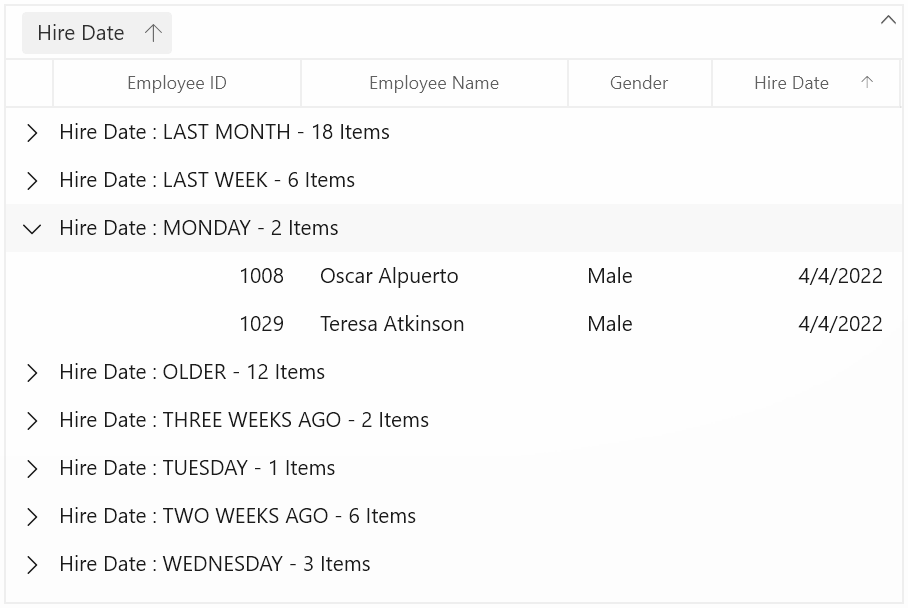 Hire Date
Employee ID Employee Name Gender Hire Date
Hire Date : LAST MONTH - 18 Items
Hire Date : LAST WEEK - 6 Items
Hire Date : MONDAY - 2 Items
1008 Oscar Alpuerto Male 4/4/2022
1029 Teresa Atkinson Male 4/4/2022
Hire Date : OLDER - 12 Items
Hire Date : THREE WEEKS AGO - 2 Items
Hire Date : TUESDAY - 1 Items
Hire Date : TWO WEEKS AGO - 6 Items
Hire Date : WEDNESDAY - 3 Items